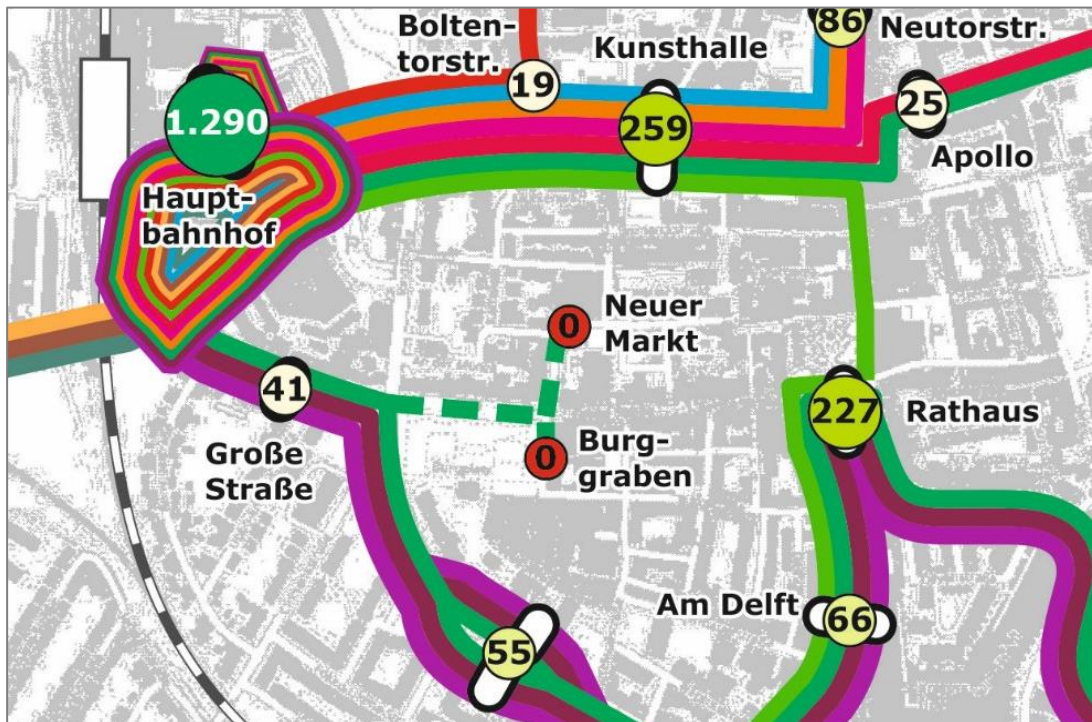 Bolten-
torstr.
19
Kunsthalle
259
86
Neutorstr.
25
Apollo
1.290
Haupt-
bahnhof
0
Neuer
Markt
41
Große
Straße
0
Burg-
graben
227
Rathaus
Am Delft
66
55